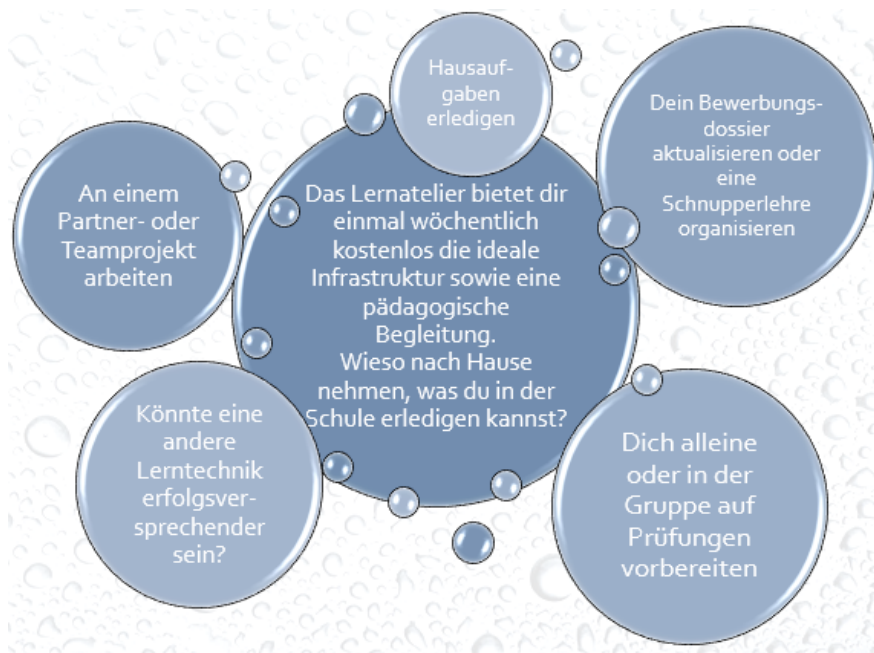 Hausauf-
gaben
erledigen
Dein Bewerbungs-
dossier
aktualisieren oder
eine
Schnupperlehre
organisieren
An einem
Partner- oder
Teamprojekt
arbeiten
Das Lernatelier bietet dir
einmal wöchentlich
kostenlos die ideale
Infrastruktur sowie eine
pädagogische
Begleitung.
Wieso nach Hause
nehmen, was du in der
Schule erledigen kannst?
Könnte eine
andere
Lerntechnik
erfolgsver-
sprechender
sein?
Dich alleine
oder in der
Gruppe auf
Prüfungen
vorbereiten